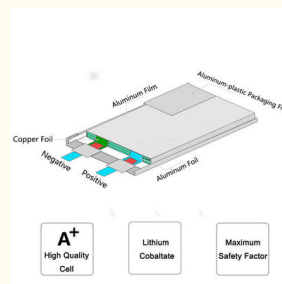 Aluminum-plastic Packaging Fi
Aluminum Film
Copper Foil
Negative
Positive
Aluminum Foil
A+
High Quality
Cell
Lithium
Cobaltate
Maximum
Safety Factor